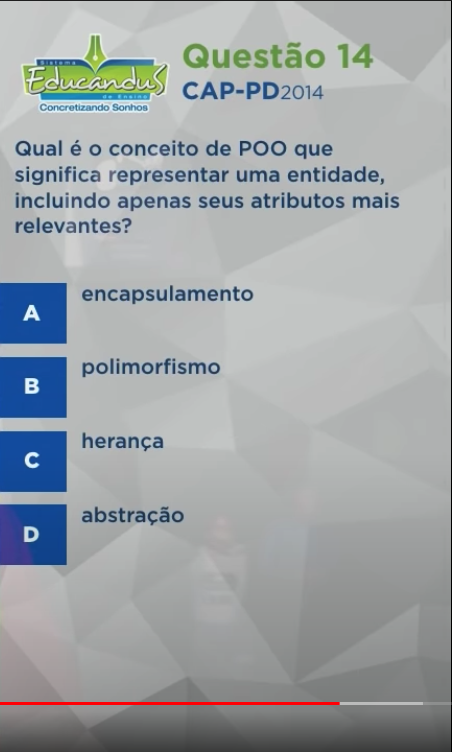 Sistema
Educandus
de Ensino
Concretizando Sonhos
Questão 14
CAP-PD2014
Qual é o conceito de POO que
significa representar uma entidade,
incluindo apenas seus atributos mais
relevantes?
A
encapsulamento
B
polimorfismo
C
herança
D
abstração